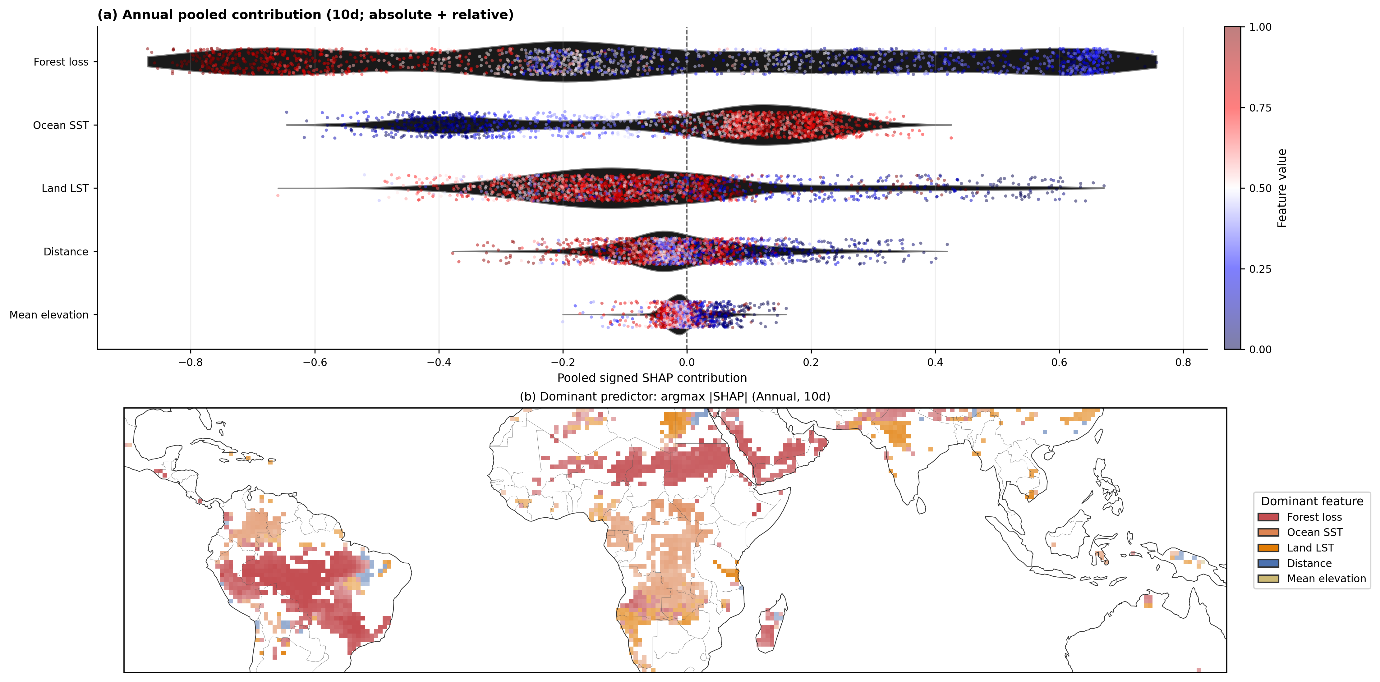 (a) Annual pooled contribution (10d; absolute + relative)
Forest loss
Ocean SST
Land LST
Distance
Mean elevation
−0.8 −0.6 −0.4 −0.2 0.0 0.2 0.4 0.6 0.8
Pooled signed SHAP contribution
1.00
0.75
0.50
0.25
0.00
Feature value
(b) Dominant predictor: argmax |SHAP| (Annual, 10d)
Dominant feature
Forest loss
Ocean SST
Land LST
Distance
Mean elevation